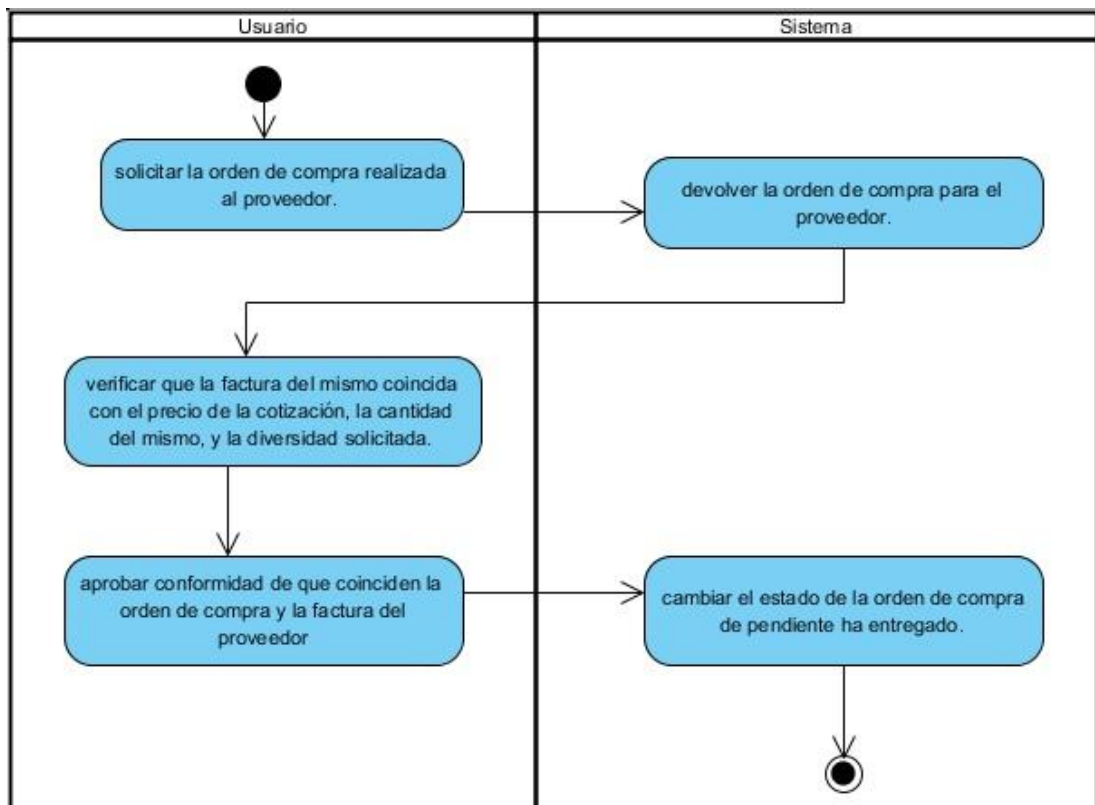 Usuario
Sistema
solicitar la orden de compra realizada
al proveedor.
devolver la orden de compra para el
proveedor.
verificar que la factura del mismo coincida
con el precio de la cotización, la cantidad
del mismo, y la diversidad solicitada.
aprobar conformidad de que coinciden la
orden de compra y la factura del
proveedor
cambiar el estado de la orden de compra
de pendiente ha entregado.